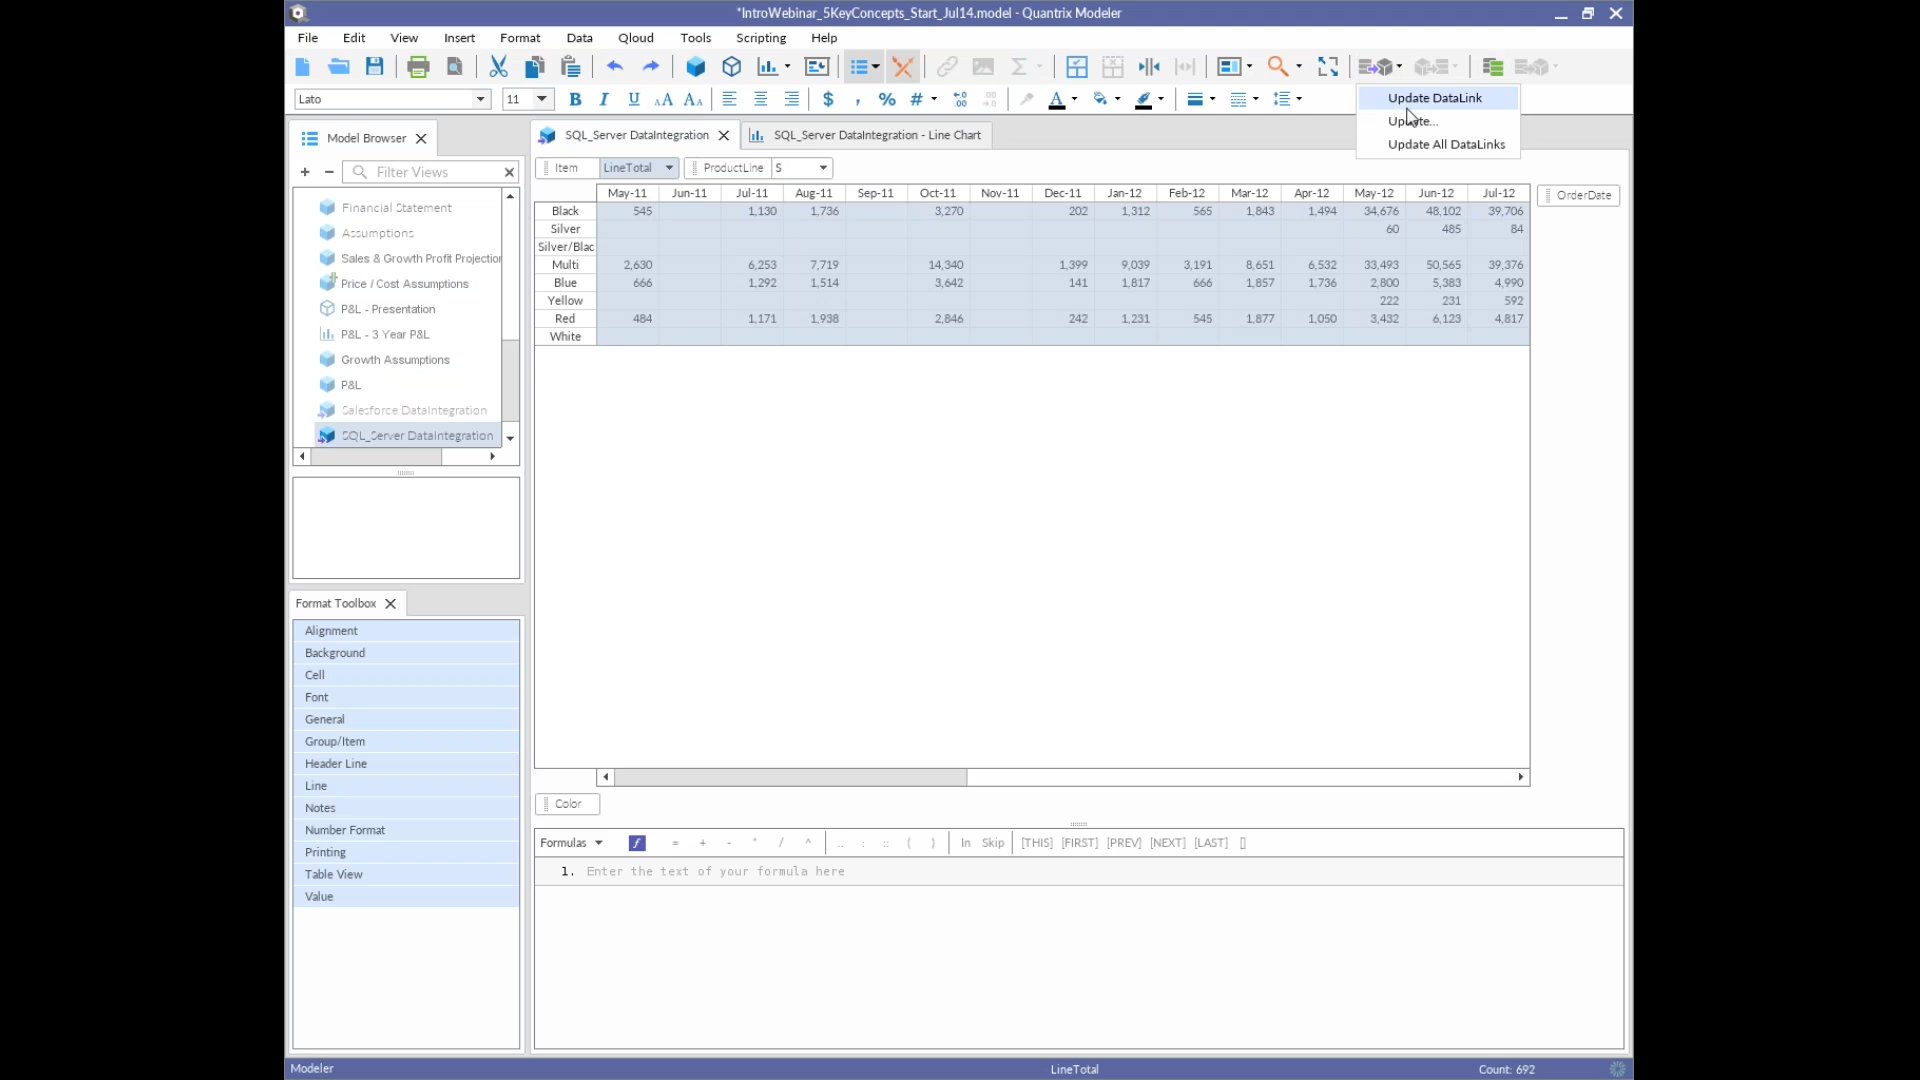 *IntroWebinar_5KeyConcepts_Start_Jul14.model - Quantrix Modeler
File Edit View Insert Format Data Qloud Tools Scripting Help
Lato 11 B I U A A A A $ , % # A
Update DataLink
Update...
Update All DataLinks
Model Browser
SQL_Server DataIntegration
SQL_Server DataIntegration - Line Chart
+ - Filter Views
Item LineTotal ProductLine S
OrderDate
Financial Statement
Assumptions
Sales & Growth Profit Projection
Price / Cost Assumptions
P&L - Presentation
P&L - 3 Year P&L
Growth Assumptions
P&L
Salesforce DataIntegration
SQL_Server DataIntegration
May-11 Jun-11 Jul-11 Aug-11 Sep-11 Oct-11 Nov-11 Dec-11 Jan-12 Feb-12 Mar-12 Apr-12 May-12 Jun-12 Jul-12
Black 545 1,130 1,736 3,270 202 1,312 565 1,843 1,494 34,676 48,102 39,706
Silver 60 485 84
Silver/Blac
Multi 2,630 6,253 7,719 14,340 1,399 9,039 3,191 8,651 6,532 33,493 50,565 39,376
Blue 666 1,292 1,514 3,642 141 1,817 666 1,857 1,736 2,800 5,383 4,990
Yellow 222 231 592
Red 484 1,171 1,938 2,846 242 1,231 545 1,877 1,050 3,432 6,123 4,817
White
Format Toolbox
Alignment
Background
Cell
Font
General
Group/Item
Header Line
Line
Notes
Number Format
Printing
Table View
Value
Color
Formulas f = + - * / ^ .. : :: ( ) In Skip [THIS] [FIRST] [PREV] [NEXT] [LAST] []
1. Enter the text of your formula here
Modeler LineTotal Count: 692